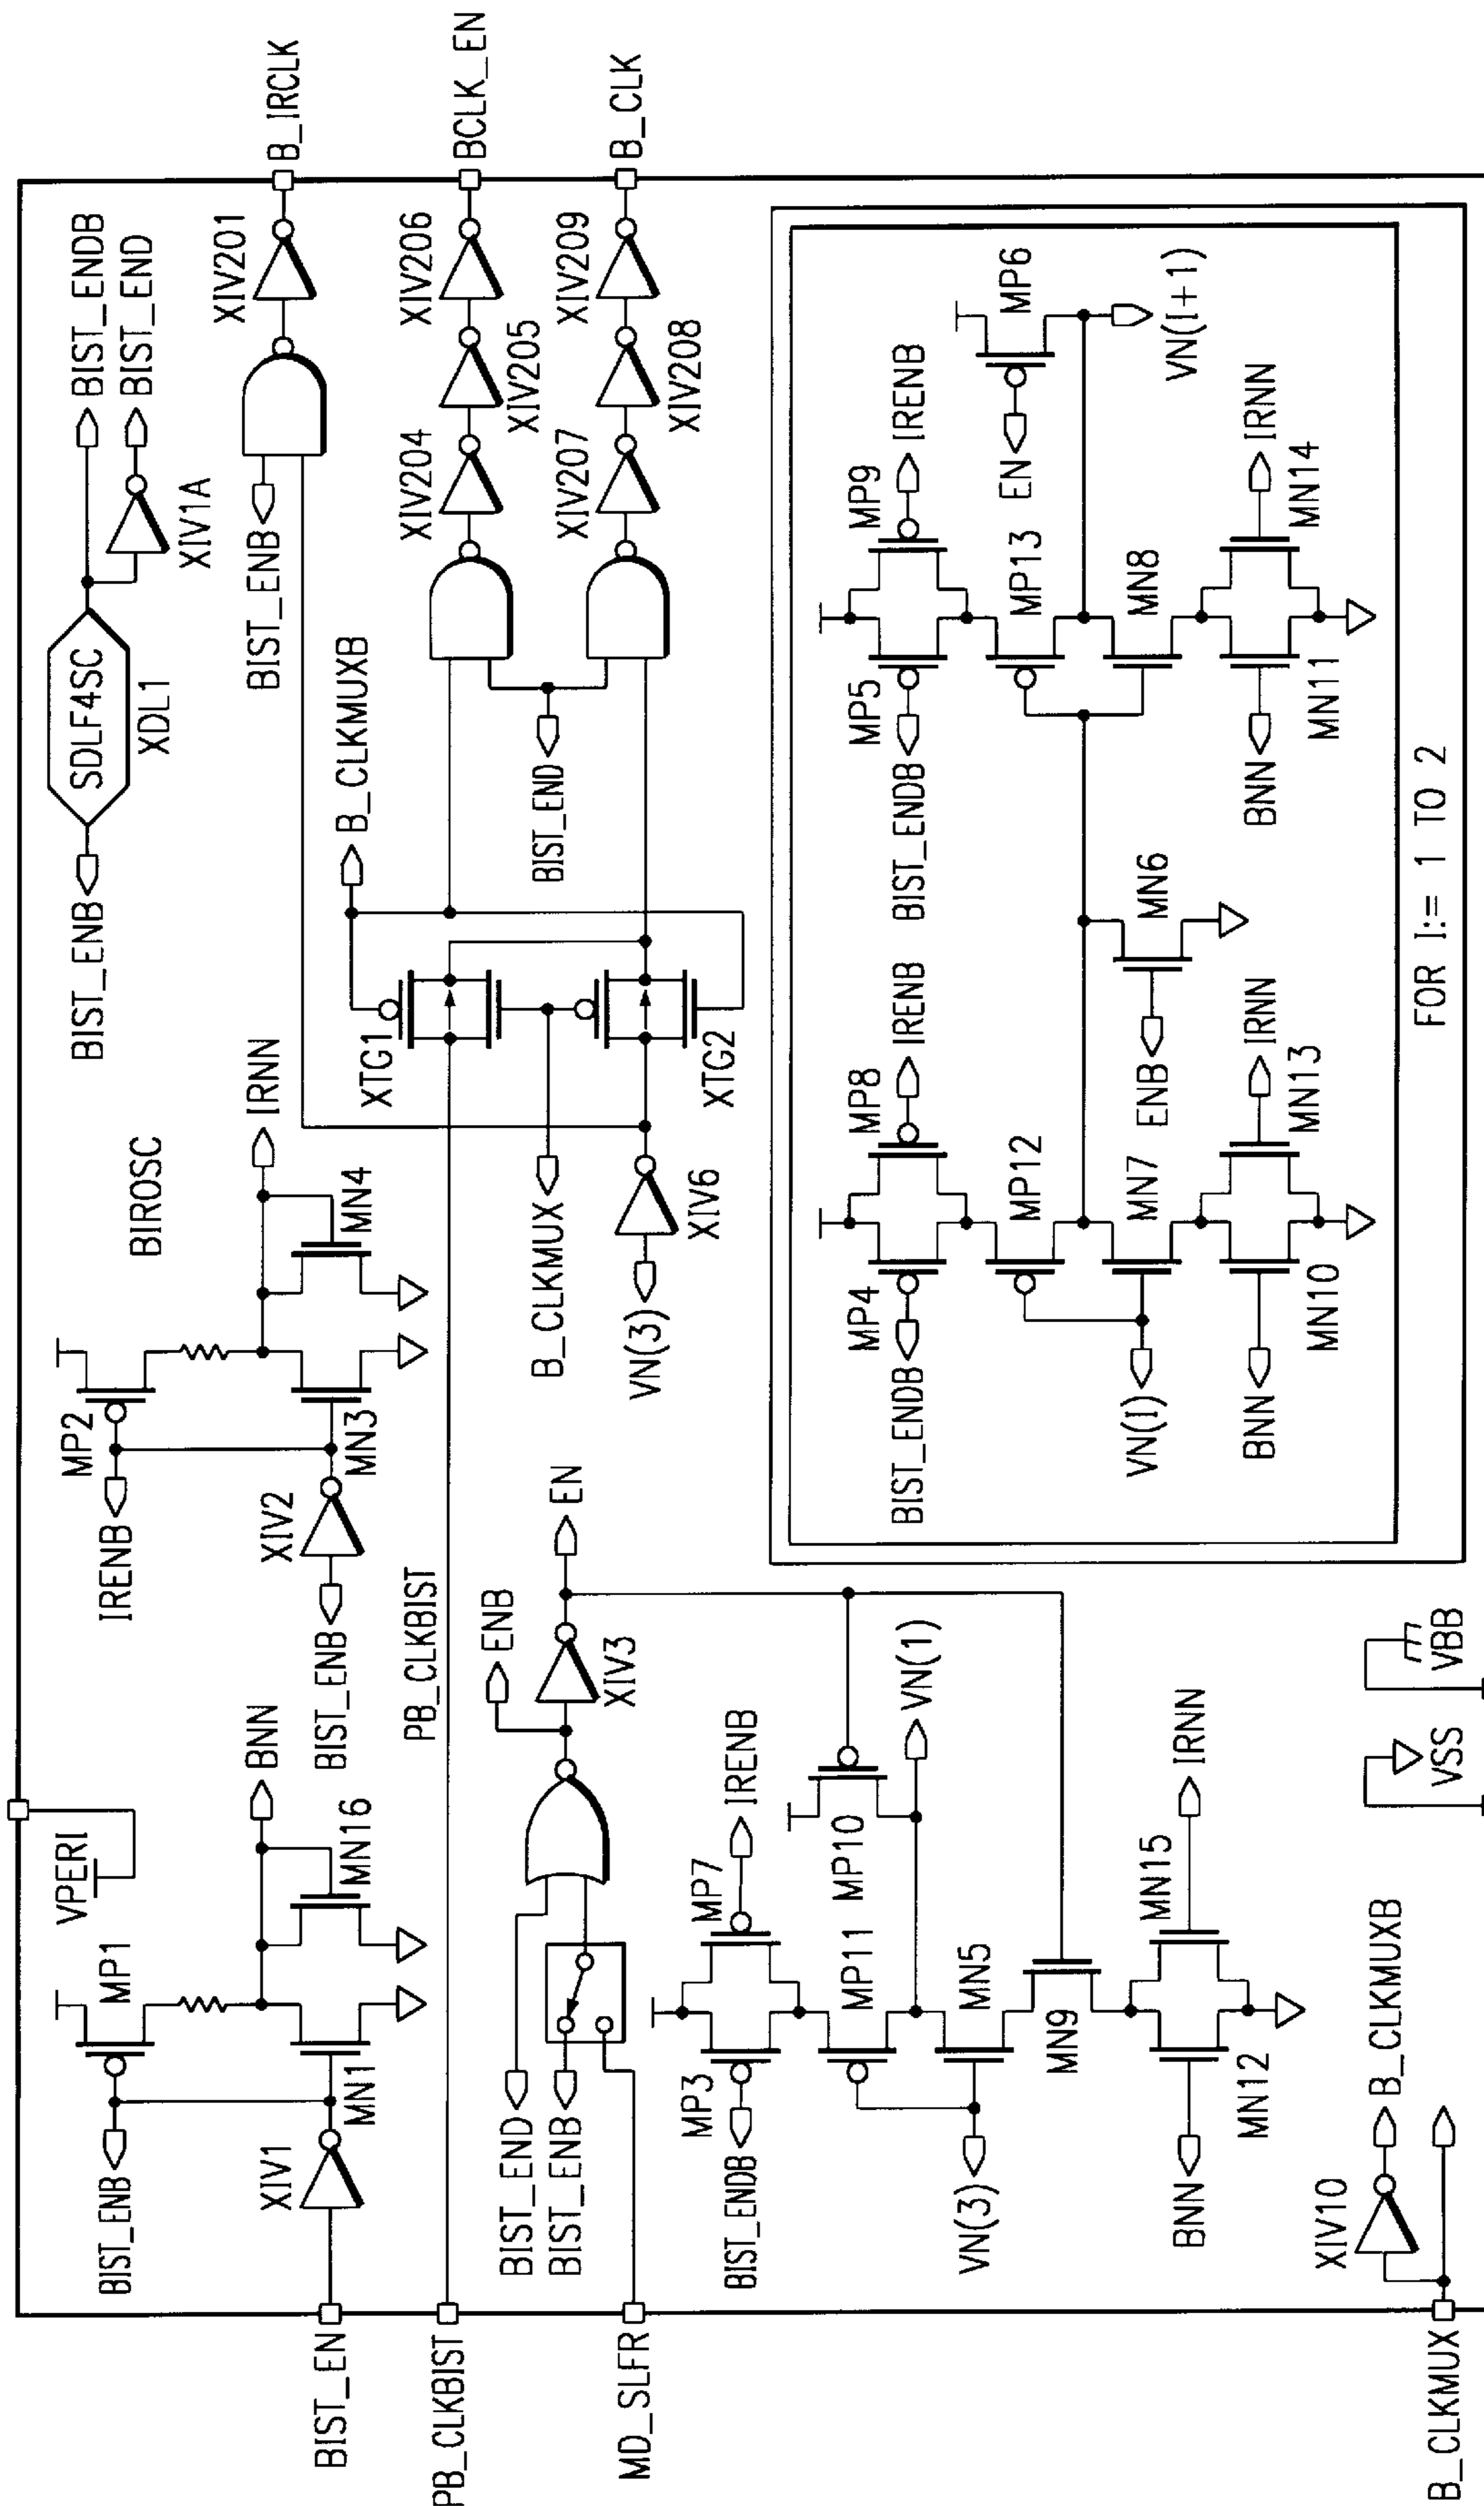 BIROSC
VPERI
BIST_ENB
MP1
XIV1
MN1
MN16
BNN
IRENB
MP2
XIV2
BIST_ENB
MN3
MN4
IRNN
BIST_ENB
SDLF4SC
XDL1
BIST_ENDB
BIST_END
XIV1A
BIST_ENB
XIV201
B_IRCLK
BIST_EN
PB_CLKBIST
MD_SLFR
B_CLKMUX
PB_CLKBIST
B_CLKMUXB
XTG1
B_CLKMUX
XTG2
VN(3)
XIV6
BIST_END
XIV204
XIV205
XIV206
BCLK_EN
XIV207
XIV208
XIV209
B_CLK
BIST_END
BIST_ENB
ENB
XIV3
EN
BIST_ENDB
MP3
MP7
IRENB
MP11
MP10
VN(1)
VN(3)
MN5
MN9
BNN
MN12
MN15
IRNN
XIV10
B_CLKMUXB
VSS
VBB
BIST_ENDB
MP4
MP8
IRENB
MP12
VN(I)
MN7
BNN
MN10
MN13
IRNN
ENB
MN6
BIST_ENDB
MP5
MP9
IRENB
MP13
EN
MP6
VN(I+1)
MN8
BNN
MN11
MN14
IRNN
FOR I:= 1 TO 2